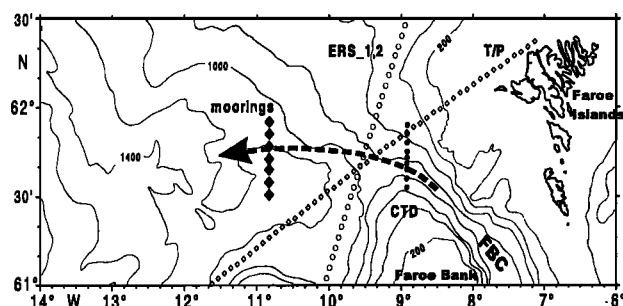 30'
ERS_1,2
200
T/P
N
1000
Faroe
Islands
62°
moorings
1400
30'
CTD
FBC
200
Faroe Bank
61°
14° W 13° 12° 11° 10° 9° 8° 7° -6°